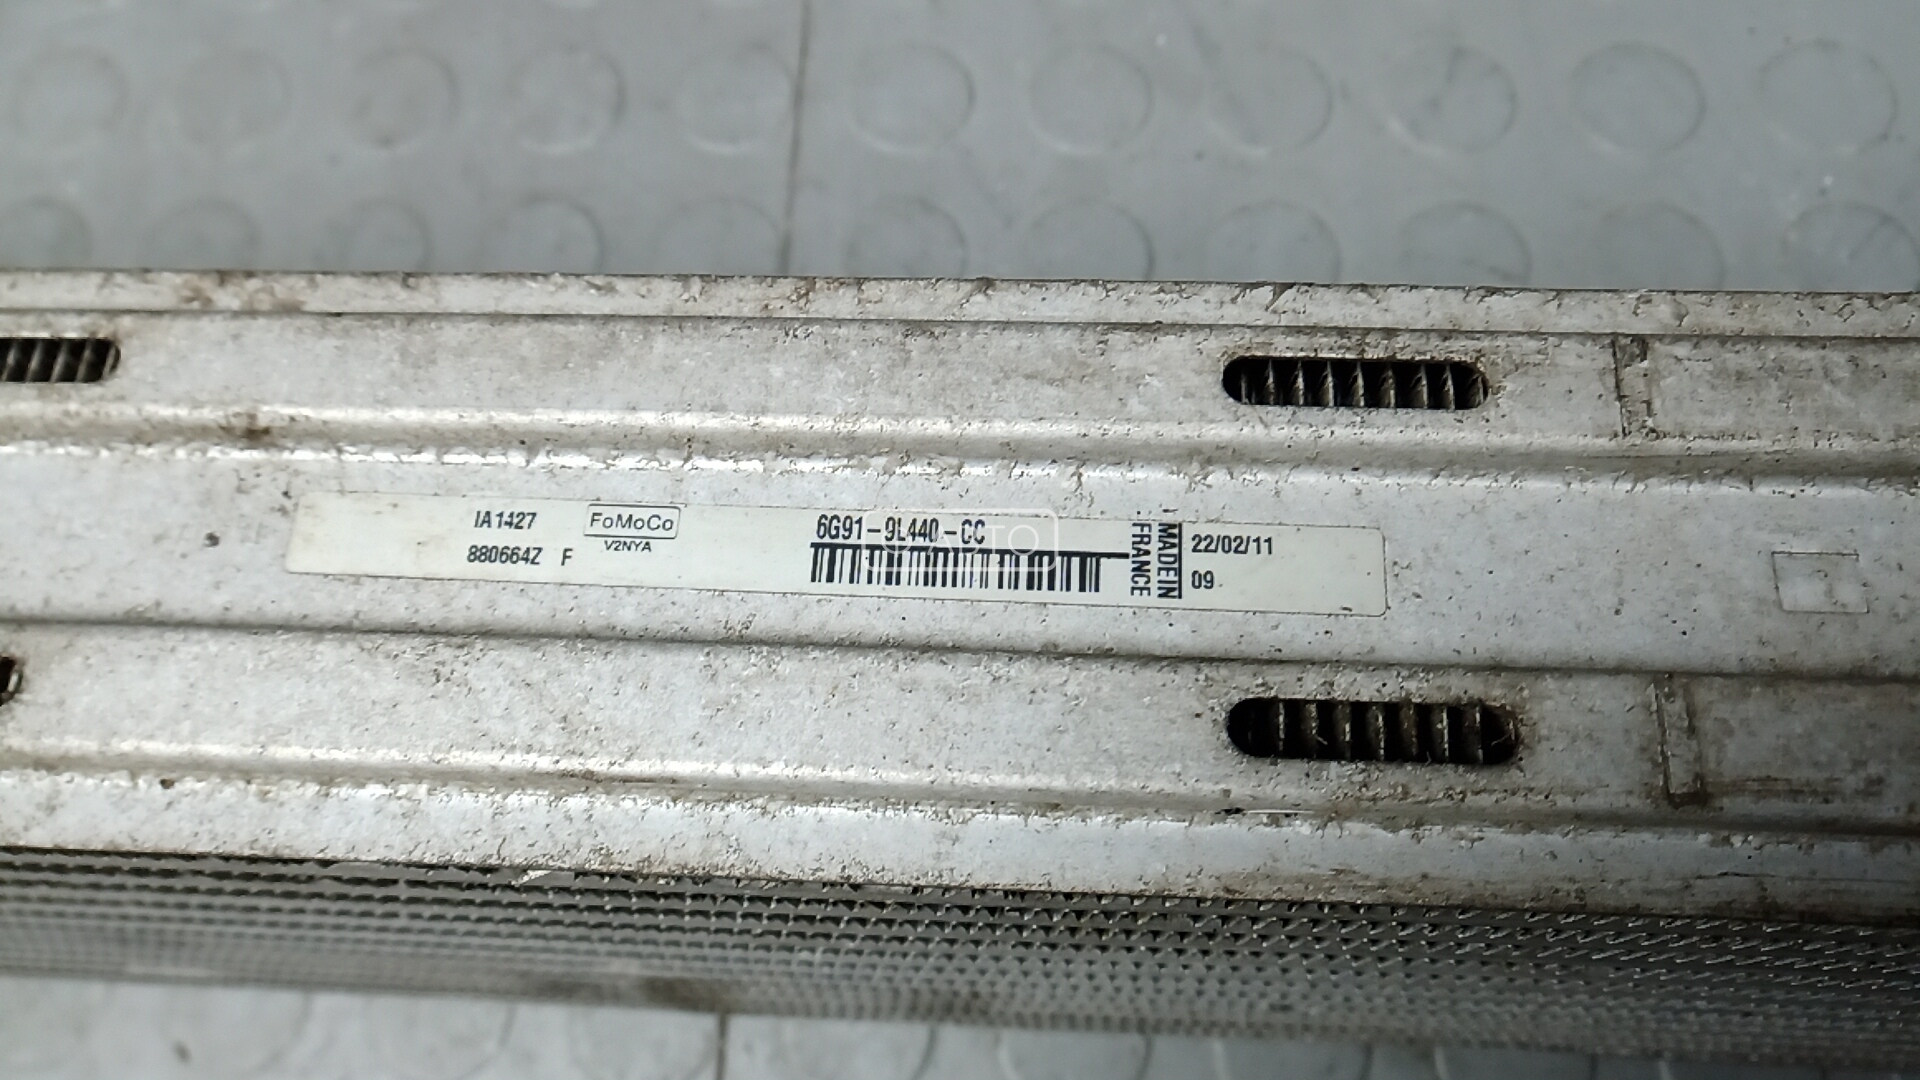 IA1427
880664Z F
FoMoCo
V2NYA
6G91-9L440-CC
MADE IN
FRANCE
22/02/11
09